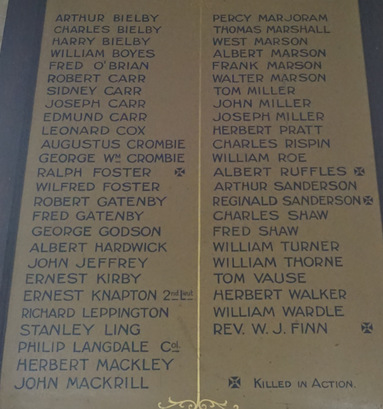 ARTHUR BIELBY
CHARLES BIELBY
HARRY BIELBY
WILLIAM BOYES
FRED O'BRIAN
ROBERT CARR
SIDNEY CARR
JOSEPH CARR
EDMUND CARR
LEONARD COX
AUGUSTUS CROMBIE
GEORGE WM CROMBIE
RALPH FOSTER ✠
WILFRED FOSTER
ROBERT GATENBY
FRED GATENBY
GEORGE GODSON
ALBERT HARDWICK
JOHN JEFFREY
ERNEST KIRBY
ERNEST KNAPTON 2nd Lieut
RICHARD LEPPINGTON
STANLEY LING
PHILIP LANGDALE Col.
HERBERT MACKLEY
JOHN MACKRILL
PERCY MARJORAM
THOMAS MARSHALL
WEST MARSON
ALBERT MARSON
FRANK MARSON
WALTER MARSON
TOM MILLER
JOHN MILLER
JOSEPH MILLER
HERBERT PRATT
CHARLES RISPIN
WILLIAM ROE
ALBERT RUFFLES ✠
ARTHUR SANDERSON
REGINALD SANDERSON ✠
CHARLES SHAW
FRED SHAW
WILLIAM TURNER
WILLIAM THORNE
TOM VAUSE
HERBERT WALKER
WILLIAM WARDLE
REV. W. J. FINN ✠
✠ KILLED IN ACTION.